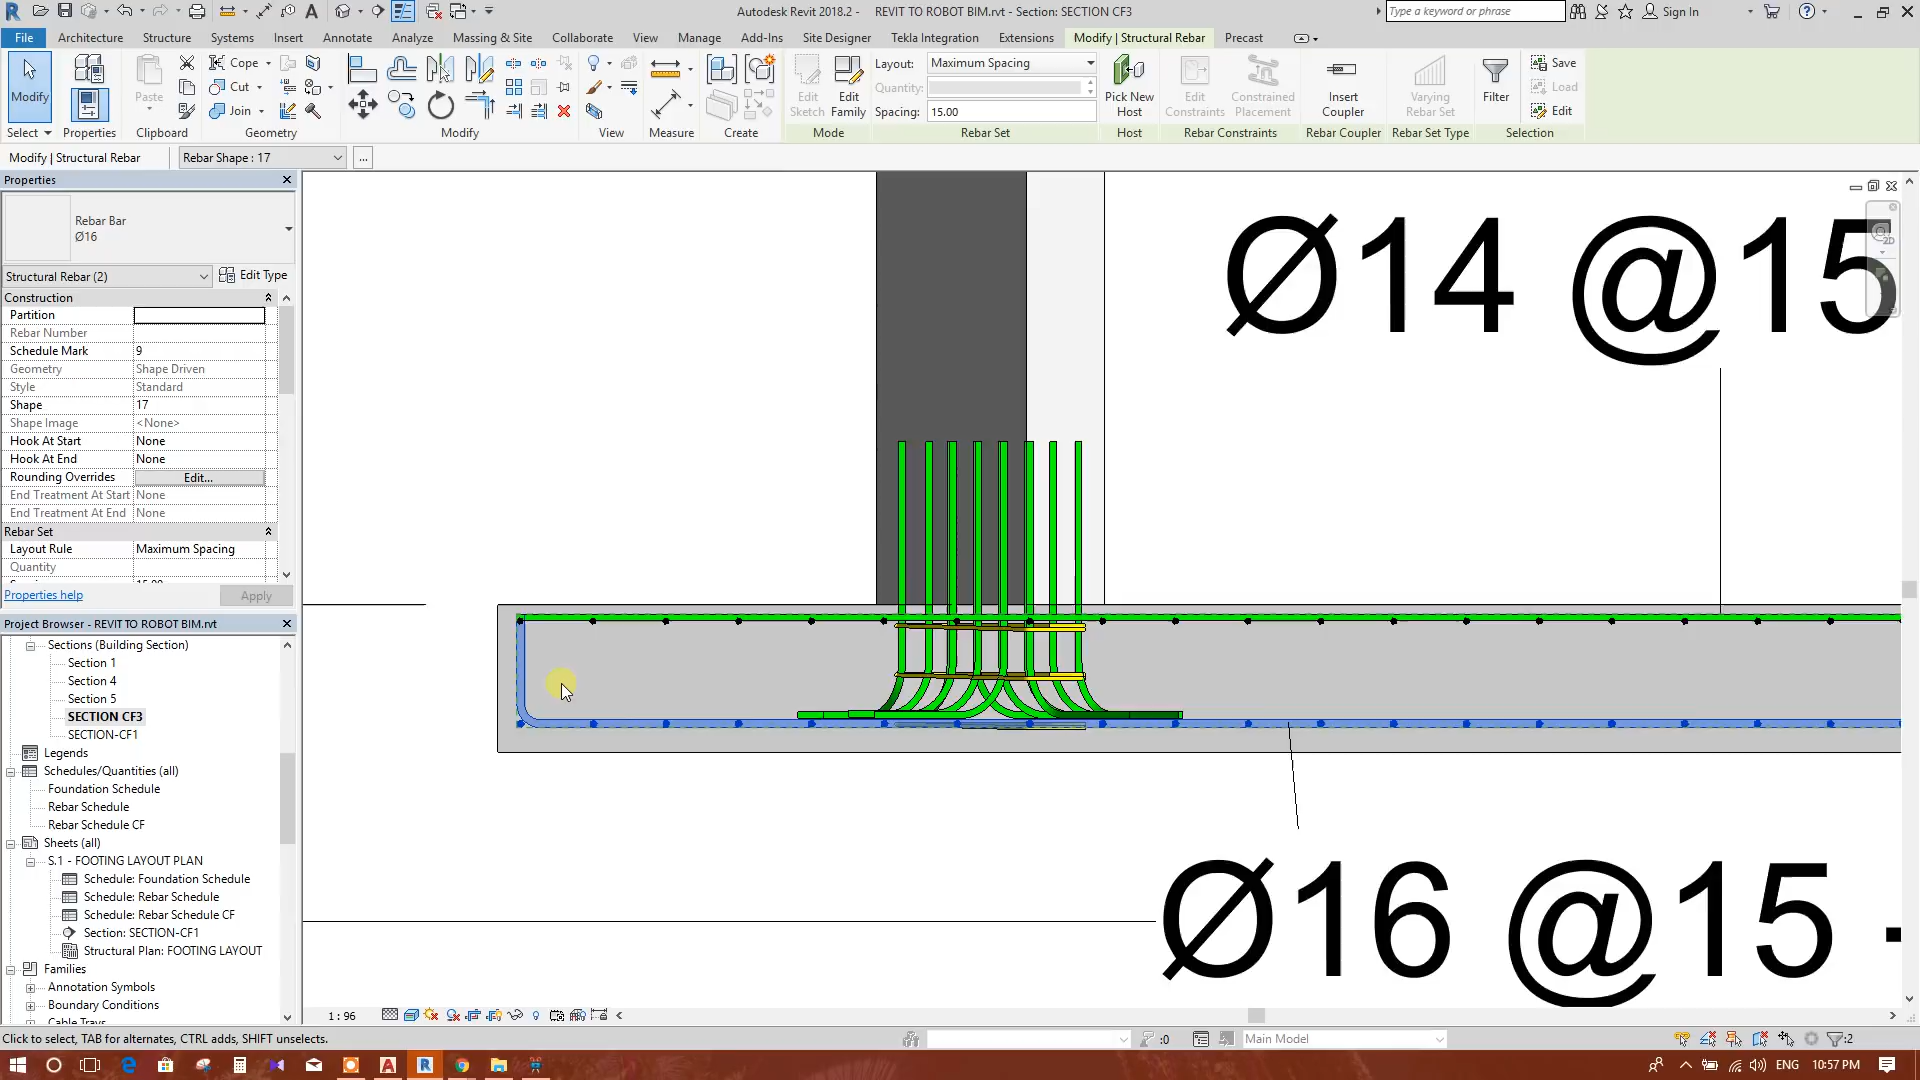 Autodesk Revit 2018.2 - REVIT TO ROBOT BIM.rvt - Section: SECTION CF3
Type a keyword or phrase
Sign In
File Architecture Structure Systems Insert Annotate Analyze Massing & Site Collaborate View Manage Add-Ins Site Designer Tekla Integration Extensions Modify | Structural Rebar Precast
Modify
Paste
Cope
Cut
Join
Edit Sketch
Edit Family
Layout: Maximum Spacing
Quantity:
Spacing: 15.00
Pick New Host
Edit Constraints
Constrained Placement
Insert Coupler
Varying Rebar Set
Filter
Save
Load
Edit
Select Properties Clipboard Geometry Modify View Measure Create Mode Rebar Set Host Rebar Constraints Rebar Coupler Rebar Set Type Selection
Modify | Structural Rebar
Rebar Shape : 17
...
Properties
Rebar Bar
Ø16
Structural Rebar (2)
Edit Type
Construction
Partition
Rebar Number
Schedule Mark 9
Geometry Shape Driven
Style Standard
Shape 17
Shape Image <None>
Hook At Start None
Hook At End None
Rounding Overrides Edit...
End Treatment At Start None
End Treatment At End None
Rebar Set
Layout Rule Maximum Spacing
Quantity
Properties help
Apply
Project Browser - REVIT TO ROBOT BIM.rvt
Sections (Building Section)
Section 1
Section 4
Section 5
SECTION CF3
SECTION-CF1
Legends
Schedules/Quantities (all)
Foundation Schedule
Rebar Schedule
Rebar Schedule CF
Sheets (all)
S.1 - FOOTING LAYOUT PLAN
Schedule: Foundation Schedule
Schedule: Rebar Schedule
Schedule: Rebar Schedule CF
Section: SECTION-CF1
Structural Plan: FOOTING LAYOUT
Families
Annotation Symbols
Boundary Conditions
Cable Trays
Ø14 @15
2D
Ø16 @15 -
1 : 96
Click to select, TAB for alternates, CTRL adds, SHIFT unselects.
:0
Main Model
:2
ENG
10:57 PM